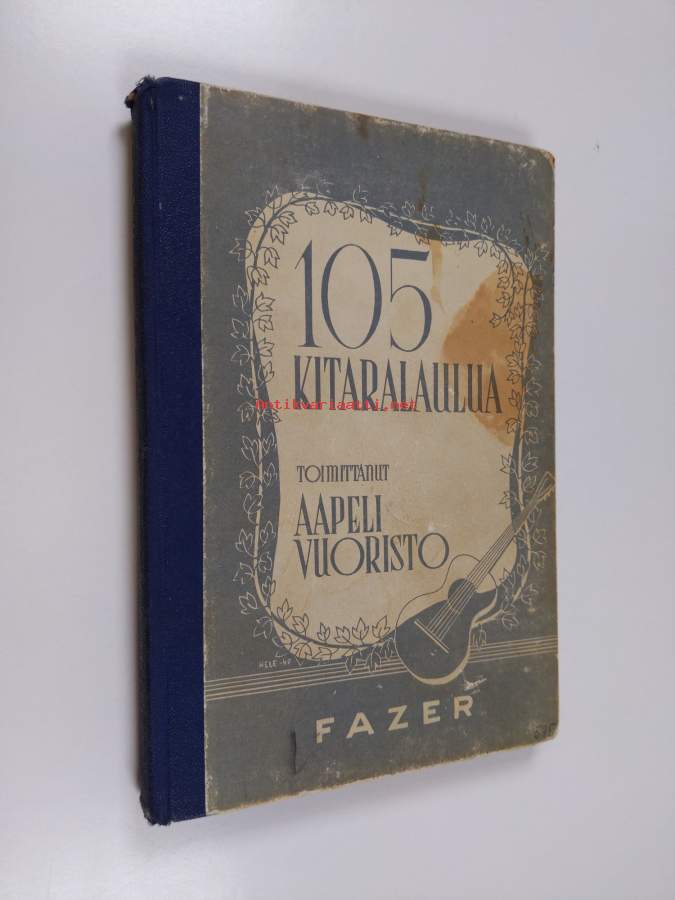 105
KITARALAULUA
Antikvariaatti.net
TOIMITTANUT
AAPELI
VUORISTO
FAZER